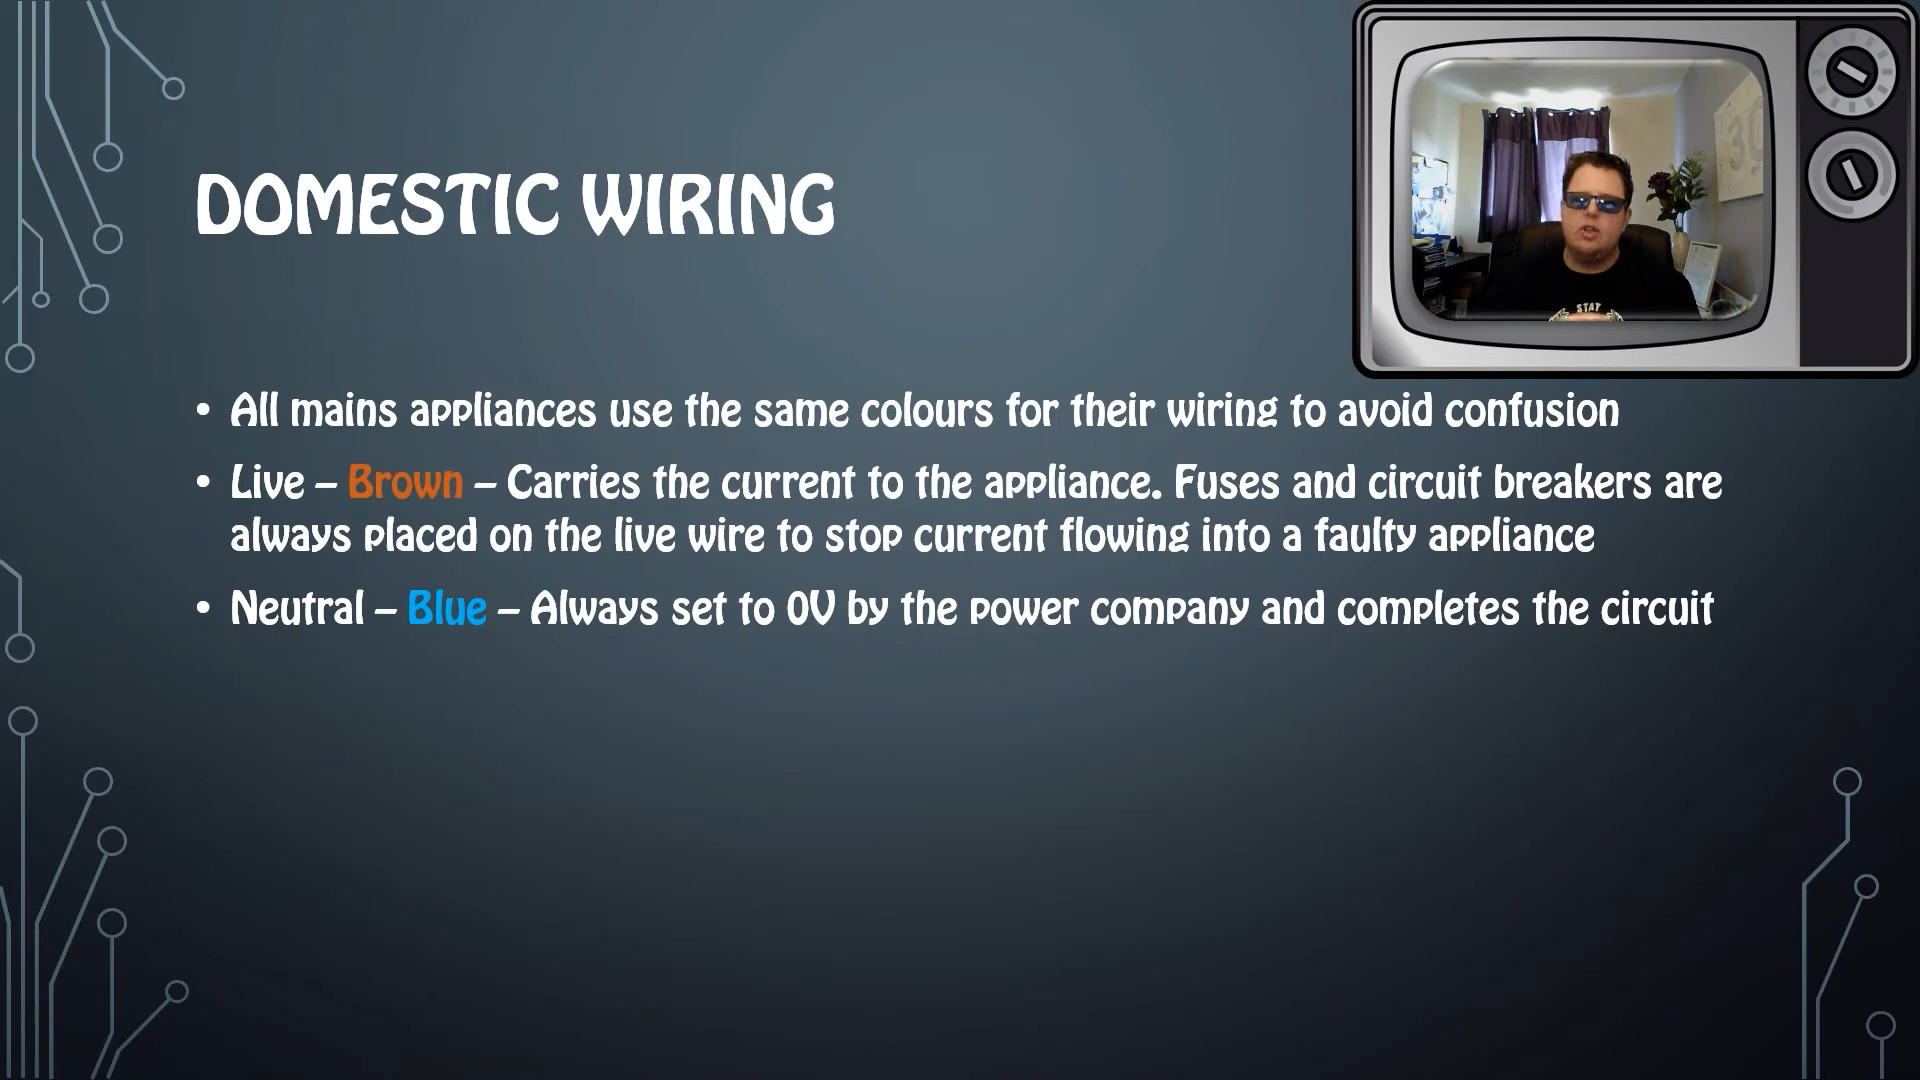 DOMESTIC WIRING
• All mains appliances use the same colours for their wiring to avoid confusion
• Live – Brown – Carries the current to the appliance. Fuses and circuit breakers are
always placed on the live wire to stop current flowing into a faulty appliance
• Neutral – Blue – Always set to 0V by the power company and completes the circuit
30
STAY